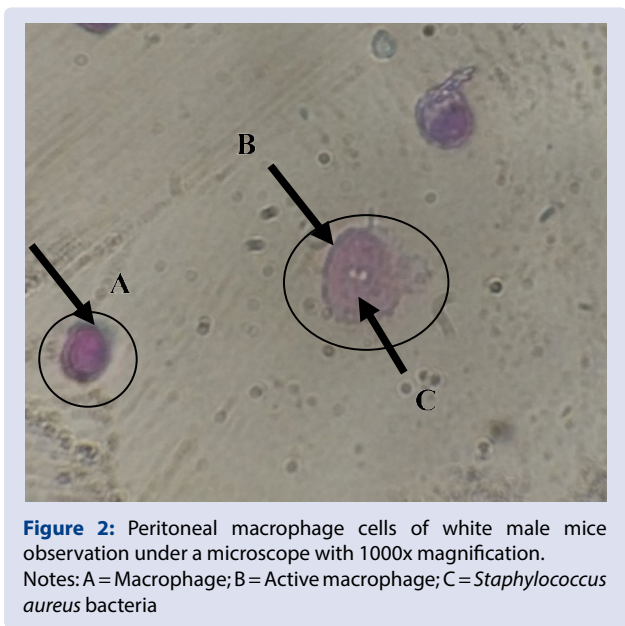 B
A
C
Figure 2: Peritoneal macrophage cells of white male mice
observation under a microscope with 1000x magnification.
Notes: A = Macrophage; B = Active macrophage; C = Staphylococcus
aureus bacteria